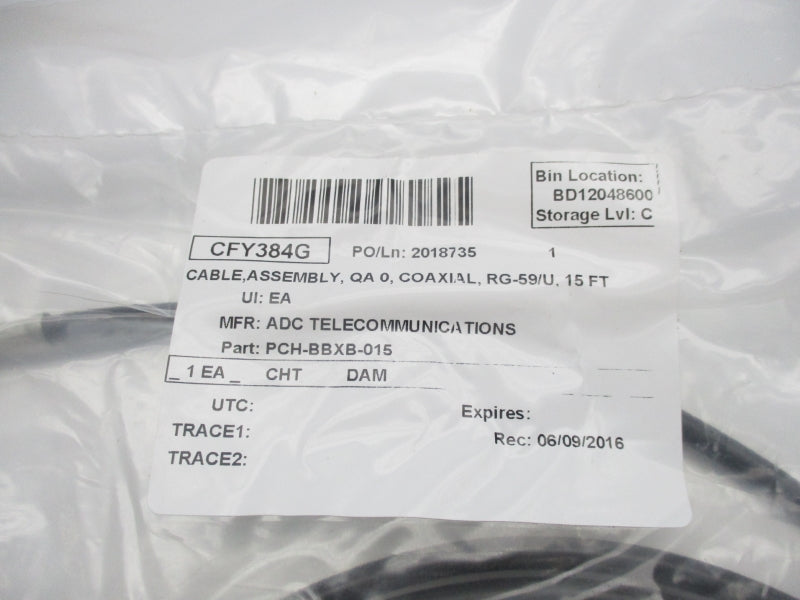 Bin Location:
BD12048600
Storage Lvl: C
CFY384G PO/Ln: 2018735 1
CABLE,ASSEMBLY, QA 0, COAXIAL, RG-59/U, 15 FT
UI: EA
MFR: ADC TELECOMMUNICATIONS
Part: PCH-BBXB-015
_ 1 EA _ CHT DAM
UTC: Expires:
TRACE1: Rec: 06/09/2016
TRACE2: